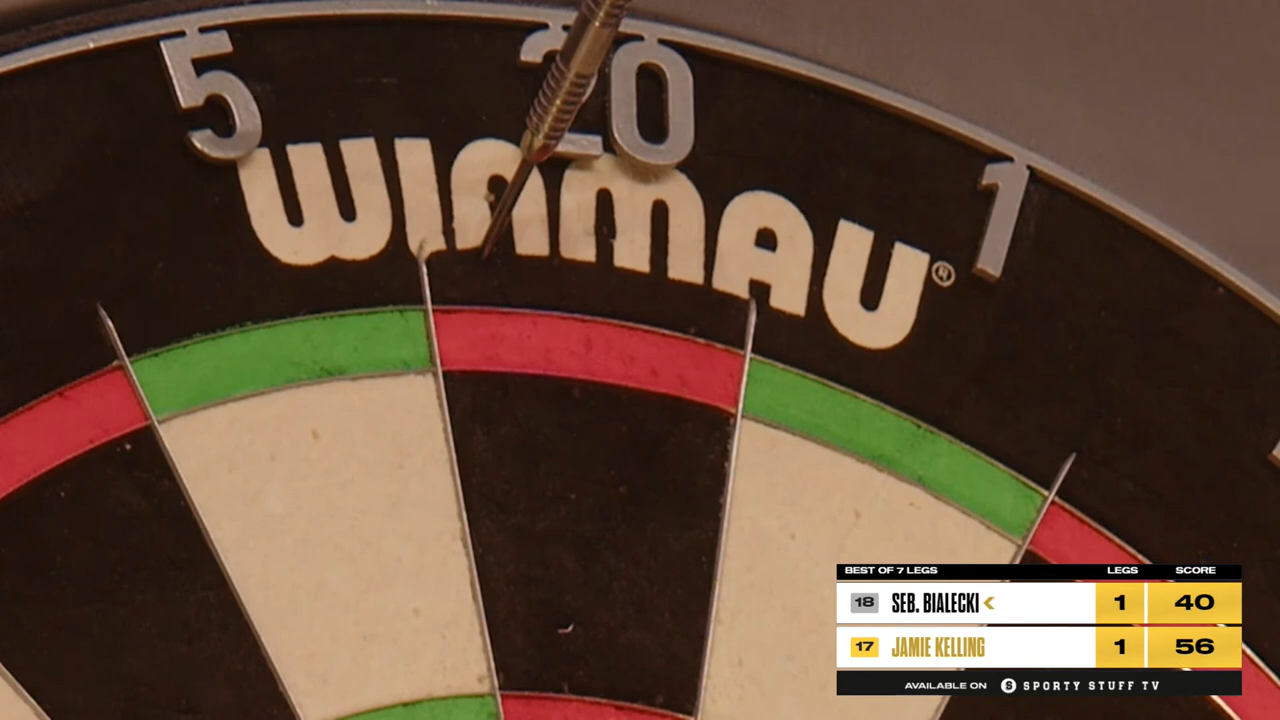 5 20 1
WINMAU®
BEST OF 7 LEGS LEGS SCORE
18 SEB. BIALECKI 1 40
17 JAMIE KELLING 1 56
AVAILABLE ON S SPORTY STUFF TV